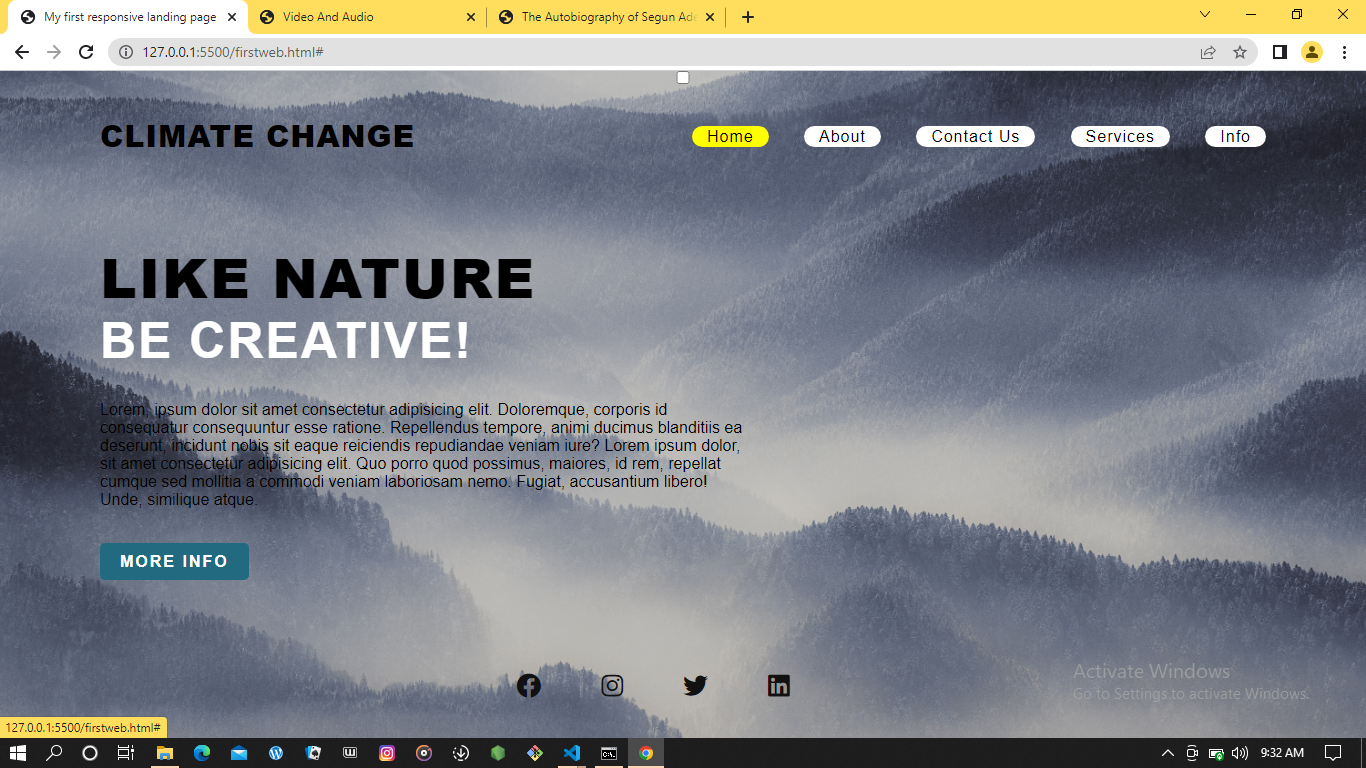 My first responsive landing page
Video And Audio
The Autobiography of Segun Ade
127.0.0.1:5500/firstweb.html#
CLIMATE CHANGE
Home
About
Contact Us
Services
Info
LIKE NATURE
BE CREATIVE!
Lorem, ipsum dolor sit amet consectetur adipisicing elit. Doloremque, corporis id
consequatur consequuntur esse ratione. Repellendus tempore, animi ducimus blanditiis ea
deserunt, incidunt nobis sit eaque reiciendis repudiandae veniam iure? Lorem ipsum dolor,
sit amet consectetur adipisicing elit. Quo porro quod possimus, maiores, id rem, repellat
cumque sed mollitia a commodi veniam laboriosam nemo. Fugiat, accusantium libero!
Unde, similique atque.
MORE INFO
Activate Windows
Go to Settings to activate Windows.
127.0.0.1:5500/firstweb.html#
9:32 AM